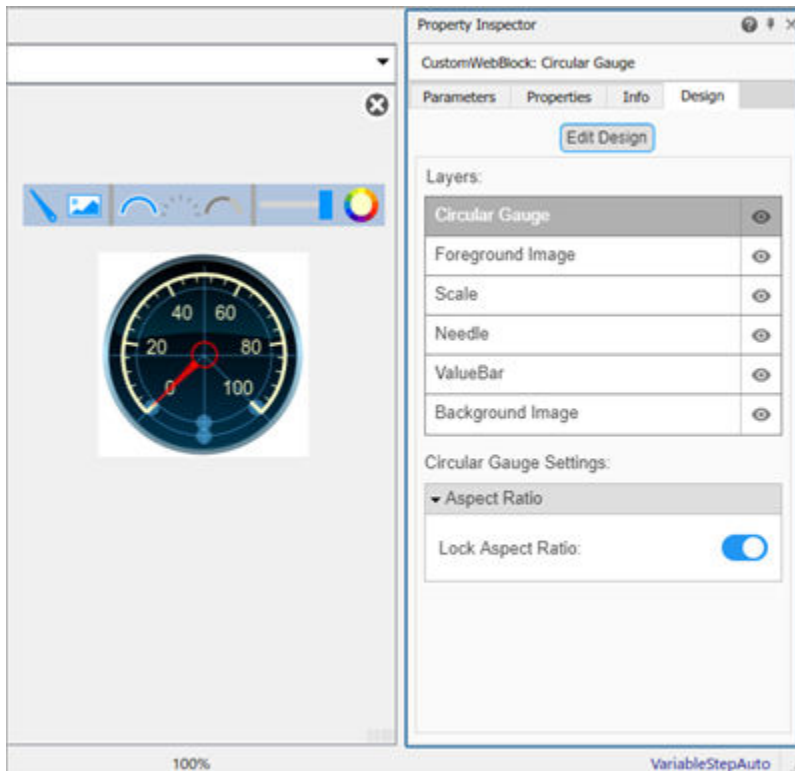 Property Inspector
CustomWebBlock: Circular Gauge
Parameters Properties Info Design
Edit Design
Layers:
Circular Gauge
Foreground Image
Scale
Needle
ValueBar
Background Image
Circular Gauge Settings:
Aspect Ratio
Lock Aspect Ratio:
40 60
20 80
0 100
100% VariableStepAuto